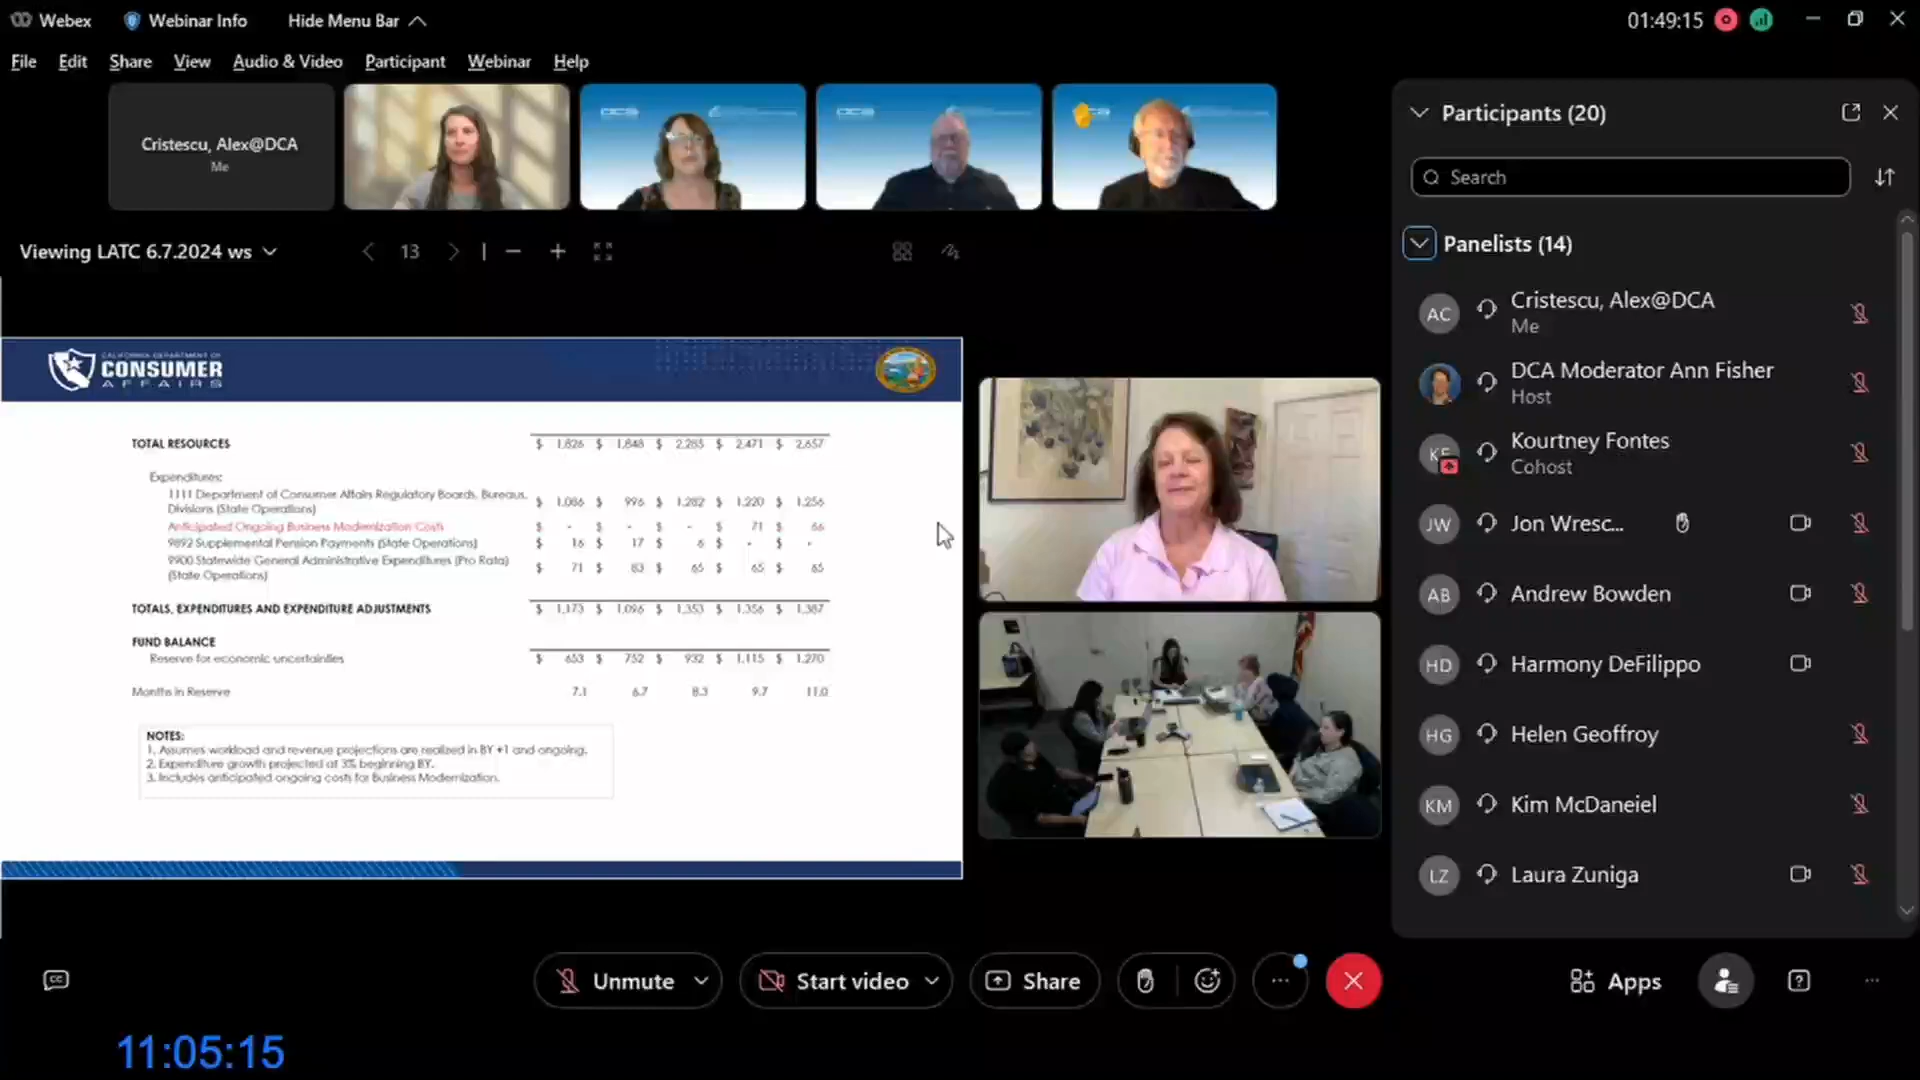 Webex
Webinar Info
Hide Menu Bar
01:49:15
File Edit Share View Audio & Video Participant Webinar Help
Cristescu, Alex@DCA
Me
Viewing LATC 6.7.2024 ws
13
CALIFORNIA DEPARTMENT OF
CONSUMER
AFFAIRS
TOTAL RESOURCES $ 1,826 $ 1,848 $ 2,285 $ 2,471 $ 2,657
Expenditures:
1111 Department of Consumer Affairs Regulatory Boards, Bureaus,
Divisions (State Operations) $ 1,086 $ 996 $ 1,282 $ 1,220 $ 1,256
Anticipated Ongoing Business Modernization Costs $ - $ - $ - $ 71 $ 66
9892 Supplemental Pension Payments (State Operations) $ 16 $ 17 $ 6 $ - $ -
9900 Statewide General Administrative Expenditures (Pro Rata)
(State Operations) $ 71 $ 83 $ 65 $ 65 $ 65
TOTALS, EXPENDITURES AND EXPENDITURE ADJUSTMENTS $ 1,173 $ 1,096 $ 1,353 $ 1,356 $ 1,387
FUND BALANCE
Reserve for economic uncertainties $ 653 $ 752 $ 932 $ 1,115 $ 1,270
Months in Reserve 7.1 6.7 8.3 9.7 11.0
NOTES:
1. Assumes workload and revenue projections are realized in BY +1 and ongoing.
2. Expenditure growth projected at 3% beginning BY.
3. Includes anticipated ongoing costs for Business Modernization.
Participants (20)
Search
Panelists (14)
AC Cristescu, Alex@DCA
Me
DCA Moderator Ann Fisher
Host
KF Kourtney Fontes
Cohost
JW Jon Wresc...
AB Andrew Bowden
HD Harmony DeFilippo
HG Helen Geoffroy
KM Kim McDaneiel
LZ Laura Zuniga
CC
Unmute
Start video
Share
Apps
11:05:15